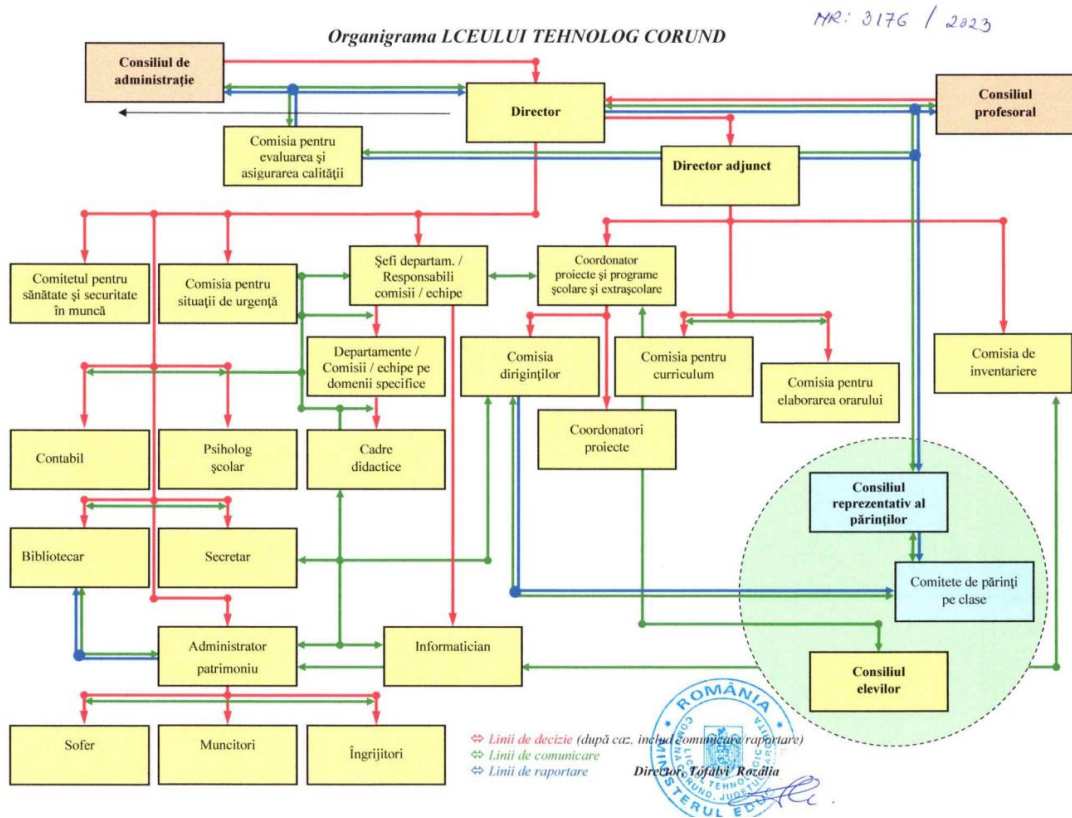 NR: 3176 / 2023
Organigrama LCEULUI TEHNOLOG CORUND
Consiliul de
administrație
Director
Consiliul
profesoral
Comisia pentru
evaluarea și
asigurarea calității
Director adjunct
Comitetul pentru
sănătate și securitate
în muncă
Comisia pentru
situații de urgență
Șefi departam. /
Responsabili
comisii / echipe
Coordonator
proiecte și programe
școlare și extrașcolare
Departamente /
Comisii / echipe pe
domenii specifice
Comisia
diriginților
Comisia pentru
curriculum
Comisia pentru
elaborarea orarului
Comisia de
inventariere
Contabil
Psiholog
școlar
Cadre
didactice
Coordonatori
proiecte
Consiliul
reprezentativ al
părinților
Bibliotecar
Secretar
Comitete de părinți
pe clase
Administrator
patrimoniu
Informatician
Consiliul
elevilor
Sofer
Muncitori
Îngrijitori
Linii de decizie (după caz, includ comunicare raportare)
Linii de comunicare
Linii de raportare
Director, Tófalvi Rozália
ROMÂNIA
MINISTERUL EDUC